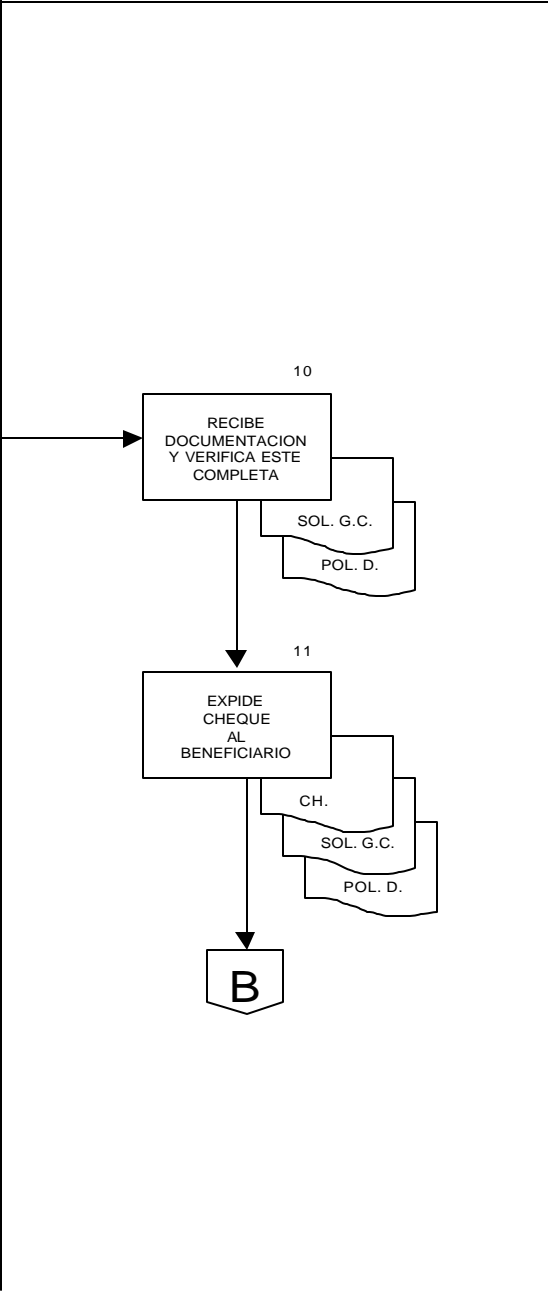 10
RECIBE
DOCUMENTACION
Y VERIFICA ESTE
COMPLETA
SOL. G.C.
POL. D.
11
EXPIDE
CHEQUE
AL
BENEFICIARIO
CH.
SOL. G.C.
POL. D.
B